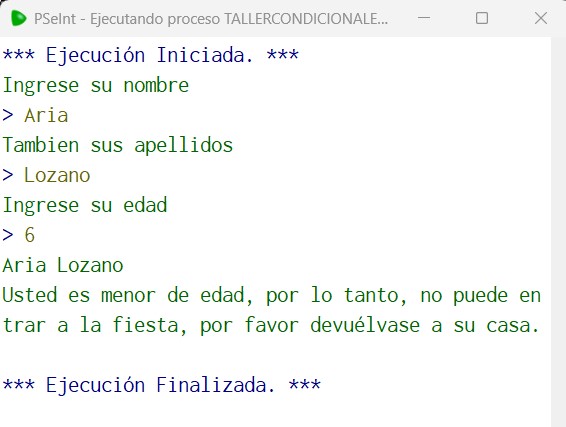 PSeInt - Ejecutando proceso TALLERCONDICIONALE...
*** Ejecución Iniciada. ***
Ingrese su nombre
> Aria
Tambien sus apellidos
> Lozano
Ingrese su edad
> 6
Aria Lozano
Usted es menor de edad, por lo tanto, no puede en
trar a la fiesta, por favor devuélvase a su casa.
*** Ejecución Finalizada. ***